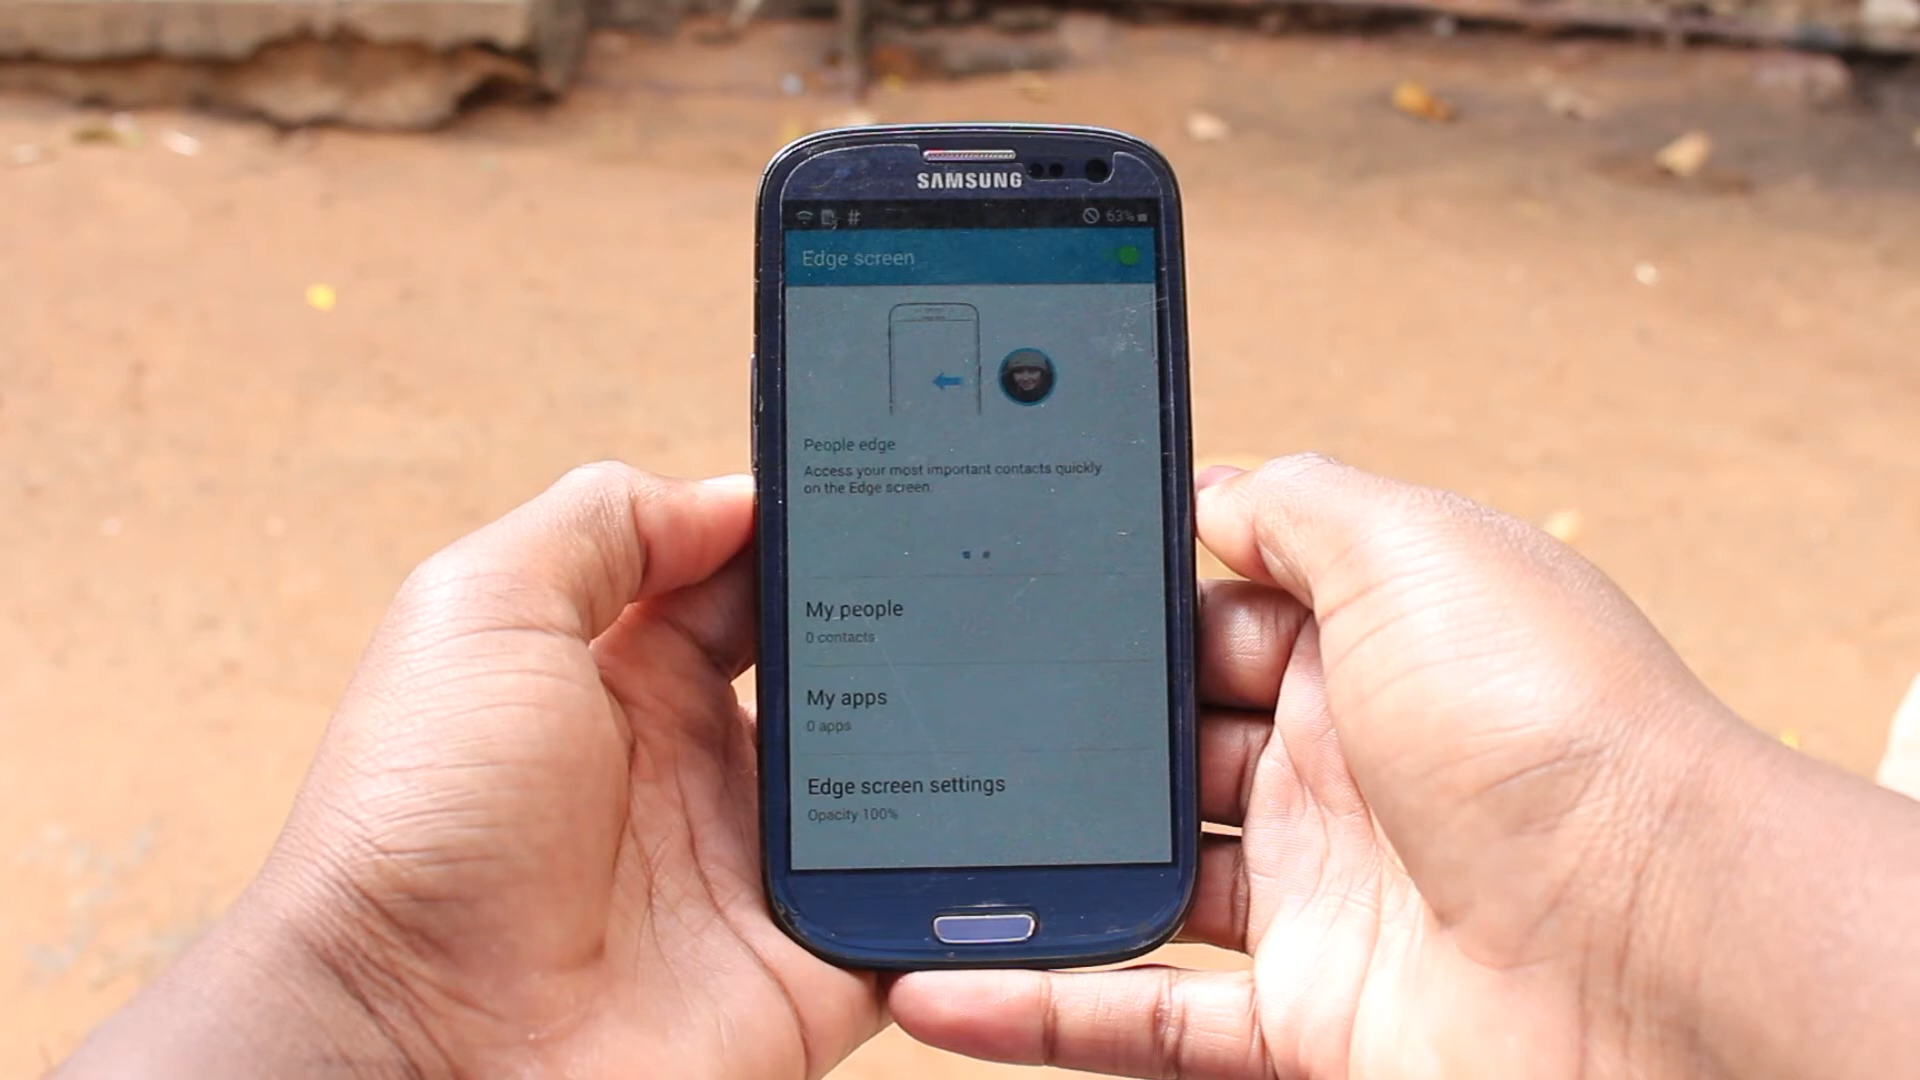 SAMSUNG
# 63%
Edge screen
People edge
Access your most important contacts quickly
on the Edge screen.
My people
0 contacts
My apps
0 apps
Edge screen settings
Opacity 100%